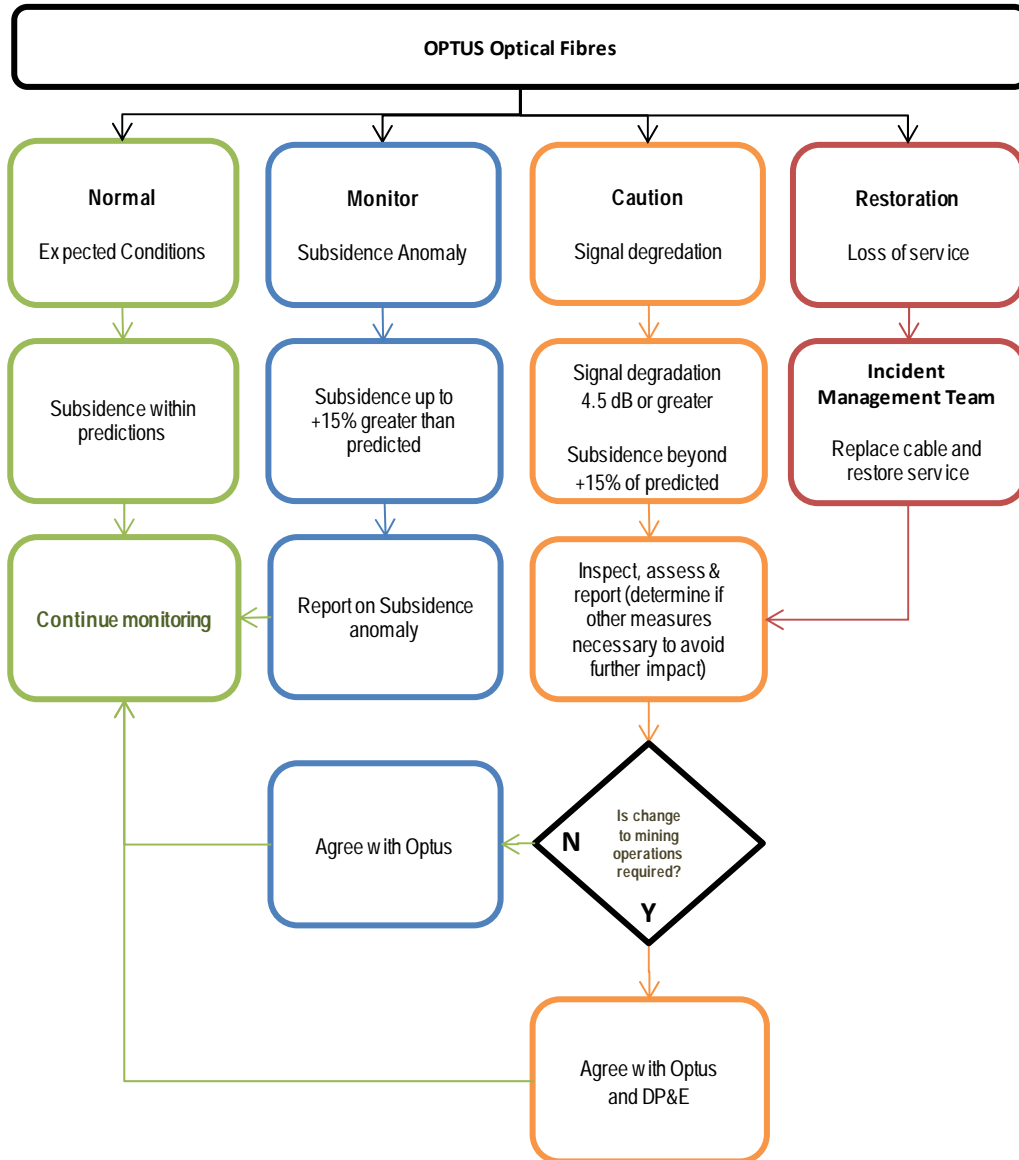 OPTUS Optical Fibres
Normal
Expected Conditions
Monitor
Subsidence Anomaly
Caution
Signal degredation
Restoration
Loss of service
Subsidence within
predictions
Subsidence up to
+15% greater than
predicted
Signal degradation
4.5 dB or greater
Subsidence beyond
+15% of predicted
Incident
Management Team
Replace cable and
restore service
Continue monitoring
Report on Subsidence
anomaly
Inspect, assess &
report (determine if
other measures
necessary to avoid
further impact)
Agree with Optus
N
Is change
to mining
operations
required?
Y
Agree with Optus
and DP&E